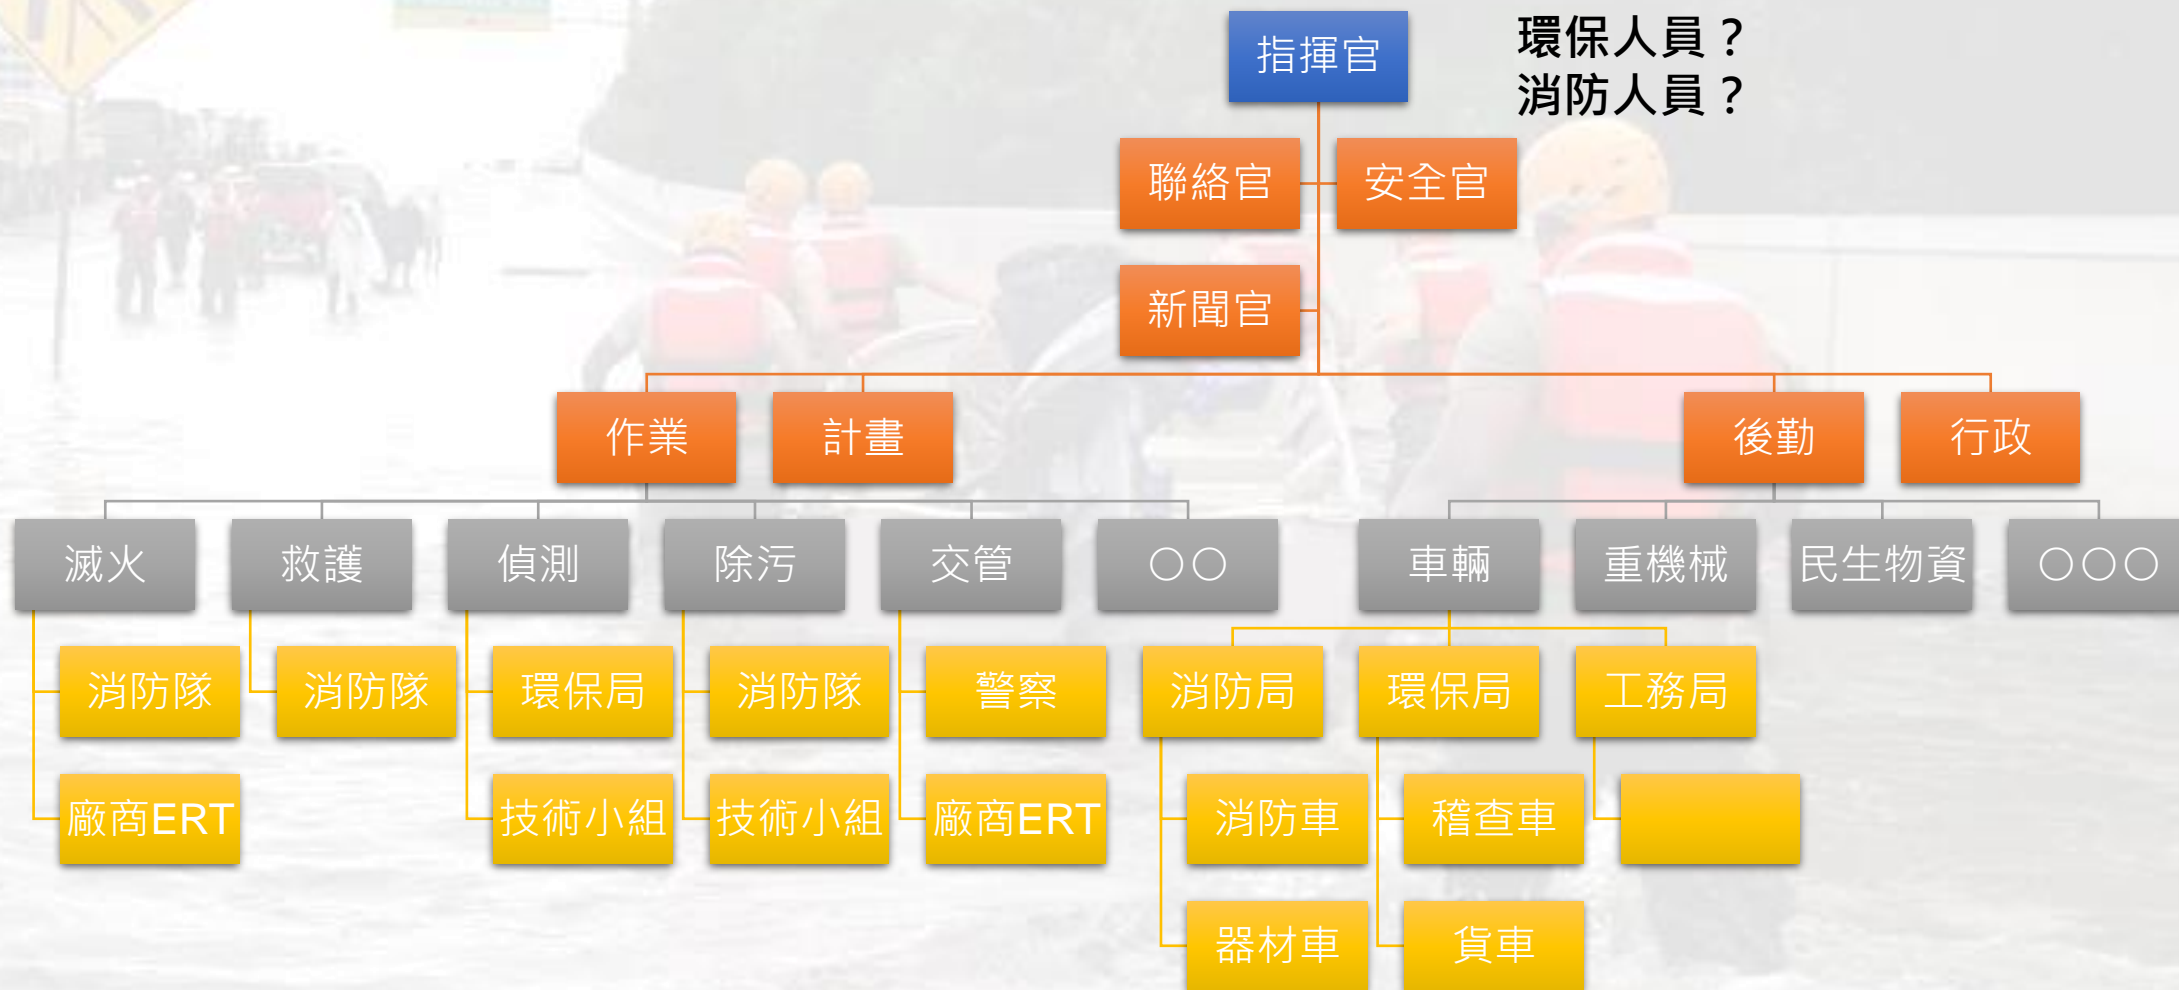 指揮官
環保人員？
消防人員？
聯絡官
安全官
新聞官
作業
計畫
後勤
行政
滅火
救護
偵測
除污
交管
○○
車輛
重機械
民生物資
○○○
消防隊
消防隊
環保局
消防隊
警察
消防局
環保局
工務局
廠商ERT
技術小組
技術小組
廠商ERT
消防車
稽查車
器材車
貨車